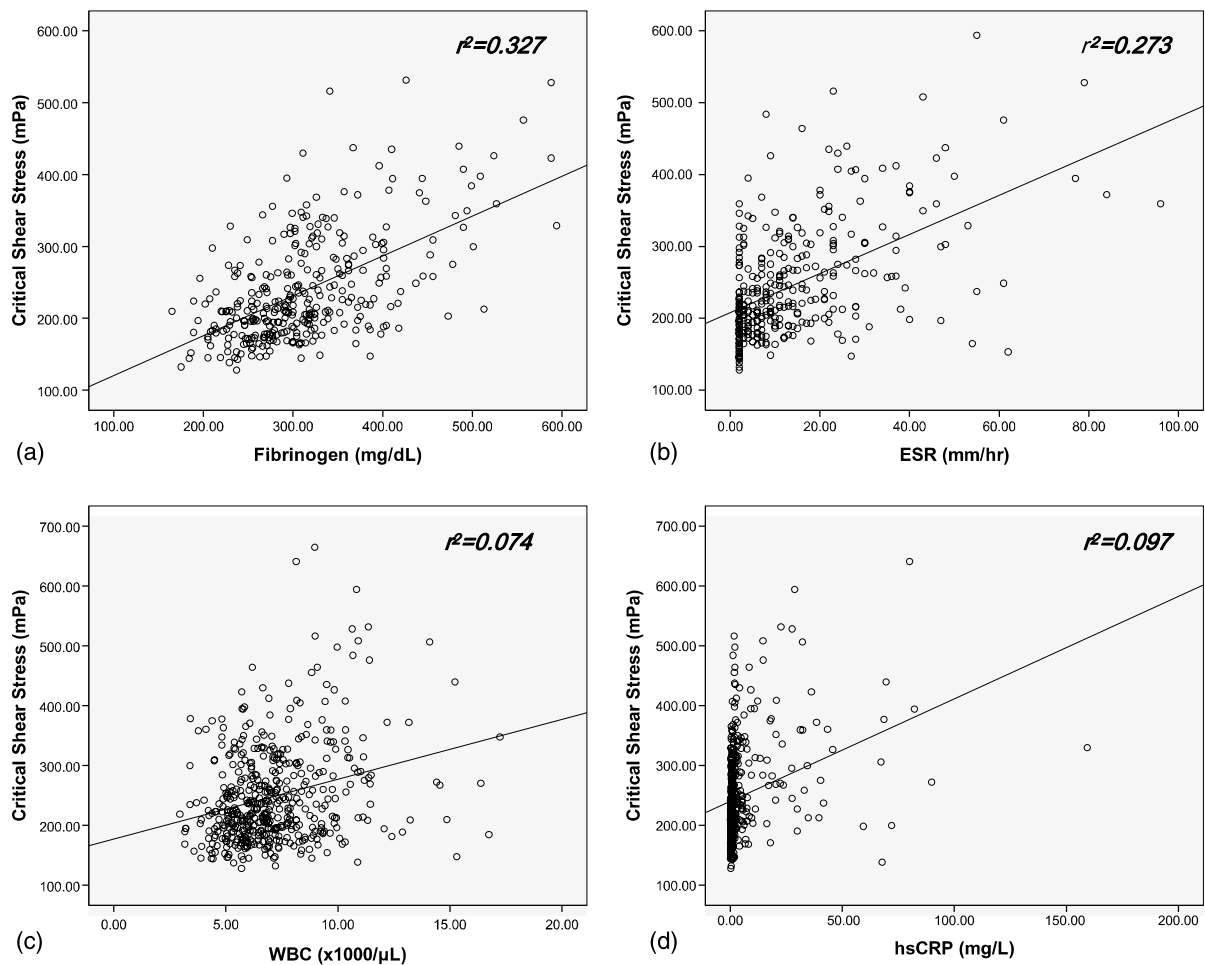 r²=0.327
600.00
500.00
400.00
300.00
200.00
100.00
Critical Shear Stress (mPa)
100.00 200.00 300.00 400.00 500.00 600.00
(a) Fibrinogen (mg/dL)
r²=0.273
600.00
500.00
400.00
300.00
200.00
100.00
Critical Shear Stress (mPa)
0.00 20.00 40.00 60.00 80.00 100.00
(b) ESR (mm/hr)
r²=0.074
700.00
600.00
500.00
400.00
300.00
200.00
100.00
Critical Shear Stress (mPa)
0.00 5.00 10.00 15.00 20.00
(c) WBC (x1000/µL)
r²=0.097
700.00
600.00
500.00
400.00
300.00
200.00
100.00
Critical Shear Stress (mPa)
0.00 50.00 100.00 150.00 200.00
(d) hsCRP (mg/L)